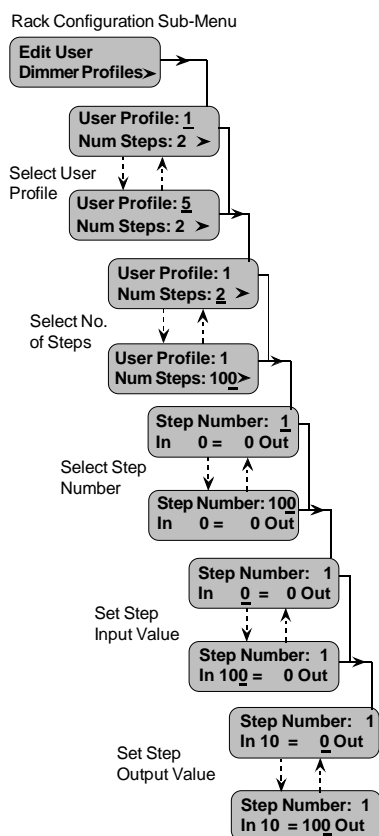 Rack Configuration Sub-Menu
Edit User
Dimmer Profiles➤
User Profile: 1
Num Steps: 2 ➤
Select User
Profile
User Profile: 5
Num Steps: 2 ➤
User Profile: 1
Num Steps: 2 ➤
Select No.
of Steps
User Profile: 1
Num Steps: 100➤
Step Number: 1
In 0 = 0 Out
Select Step
Number
Step Number: 100
In 0 = 0 Out
Step Number: 1
In 0 = 0 Out
Set Step
Input Value
Step Number: 1
In 100 = 0 Out
Step Number: 1
In 10 = 0 Out
Set Step
Output Value
Step Number: 1
In 10 = 100 Out